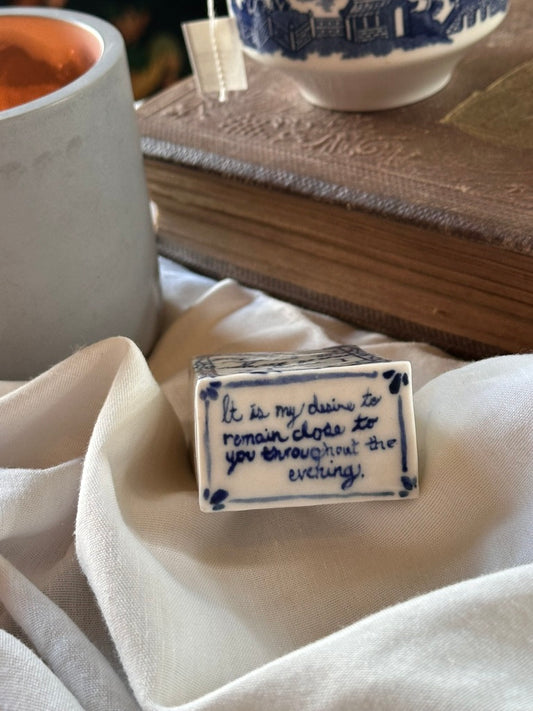 It is my desire to
remain close to
you throughout the
evening.